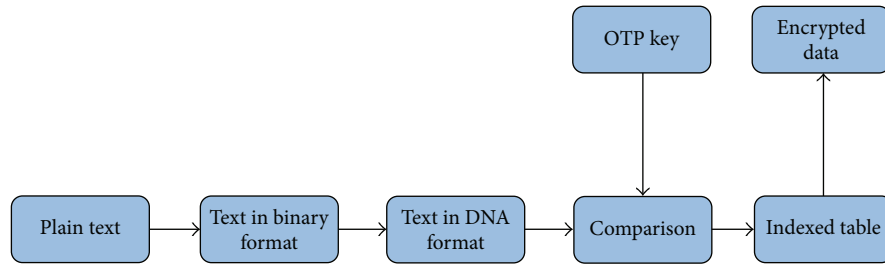 OTP key
Encrypted
data
Plain text
Text in binary
format
Text in DNA
format
Comparison
Indexed table